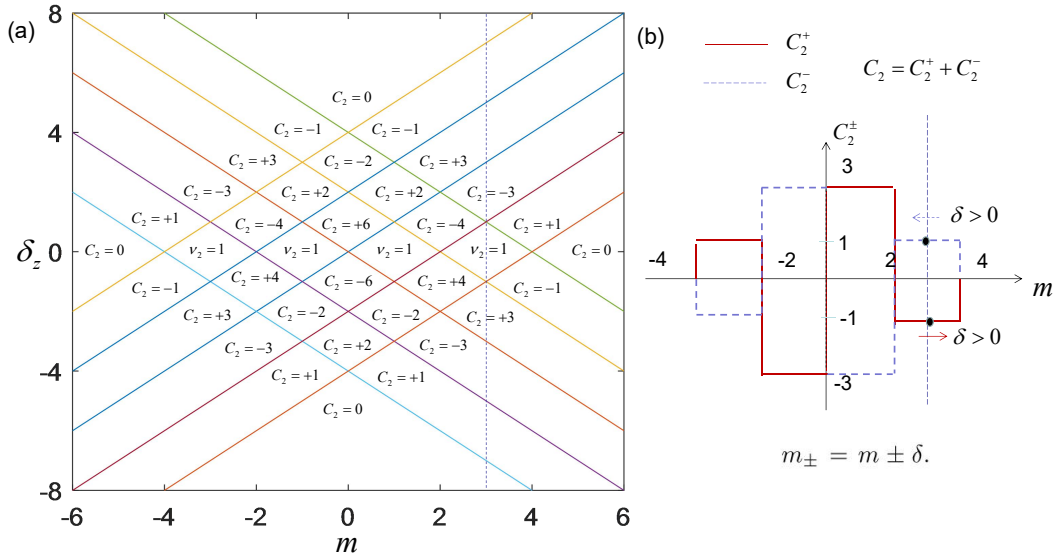 (a)
8
4
0
-4
-8
δ_z
C₂ = 0
C₂ = −1 C₂ = −1
C₂ = +3 C₂ = −2 C₂ = +3
C₂ = −3 C₂ = +2 C₂ = +2 C₂ = −3
C₂ = +1 C₂ = −4 C₂ = +6 C₂ = −4 C₂ = +1
C₂ = 0 ν₂ = 1 ν₂ = 1 ν₂ = 1 C₂ = 0
C₂ = −1 C₂ = +4 C₂ = −6 C₂ = +4 C₂ = −1
C₂ = +3 C₂ = −2 C₂ = −2 C₂ = +3
C₂ = −3 C₂ = +2 C₂ = −3
C₂ = +1 C₂ = +1
C₂ = 0
-6 -4 -2 0 2 4 6
m
(b)
C₂⁺
C₂⁻
C₂ = C₂⁺ + C₂⁻
C₂^±
3
δ > 0
1
-4 -2 2 4
m
-1
δ > 0
-3
m_± = m ± δ.